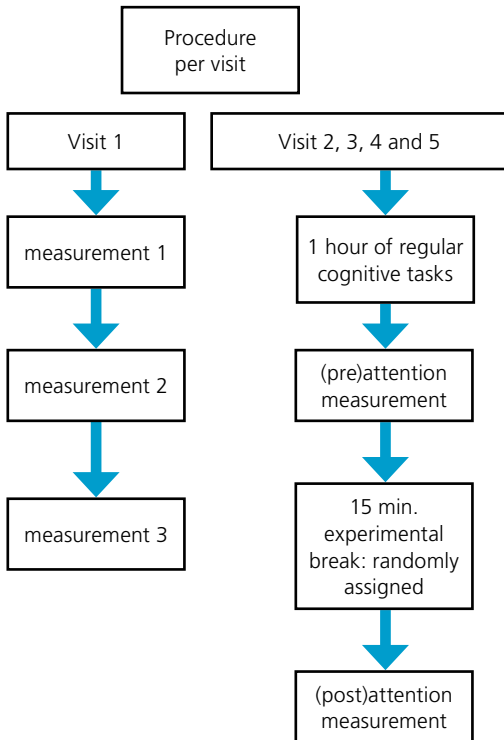 Procedure
per visit
Visit 1
measurement 1
measurement 2
measurement 3
Visit 2, 3, 4 and 5
1 hour of regular
cognitive tasks
(pre)attention
measurement
15 min.
experimental
break: randomly
assigned
(post)attention
measurement